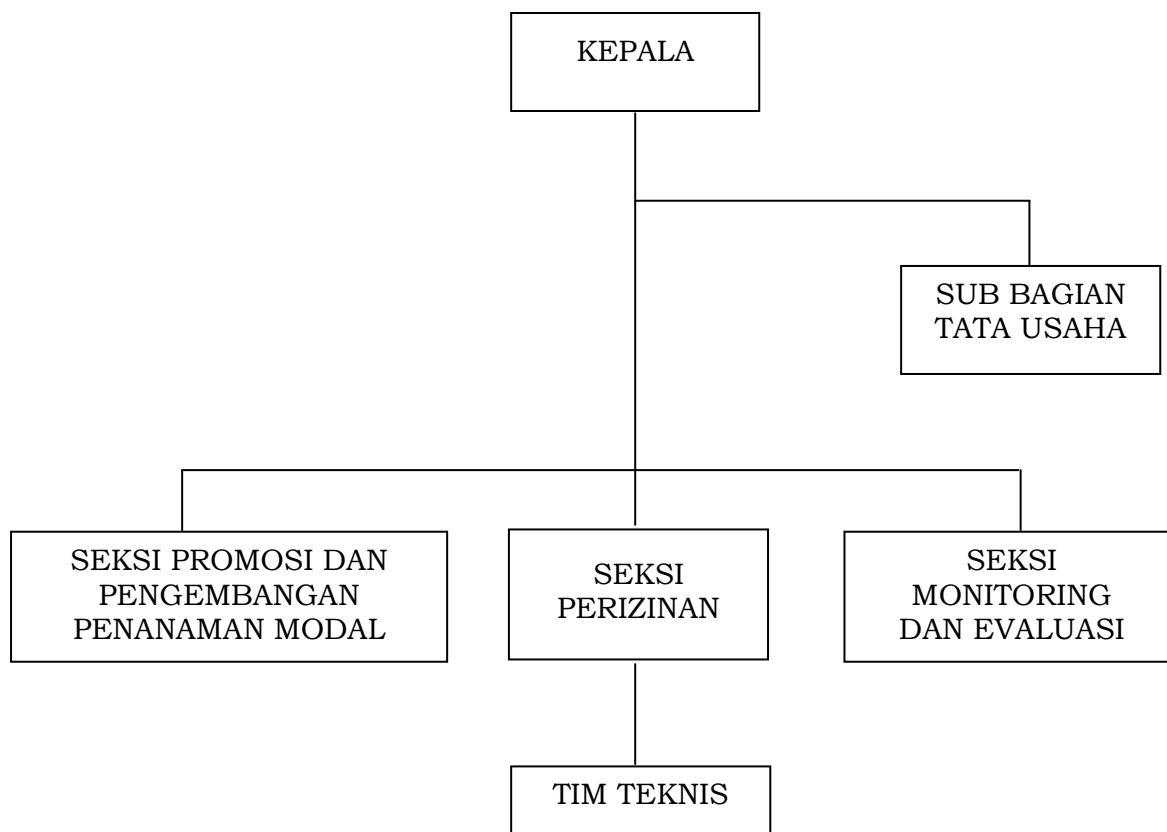 KEPALA
SUB BAGIAN
TATA USAHA
SEKSI PROMOSI DAN
PENGEMBANGAN
PENANAMAN MODAL
SEKSI
PERIZINAN
SEKSI
MONITORING
DAN EVALUASI
TIM TEKNIS